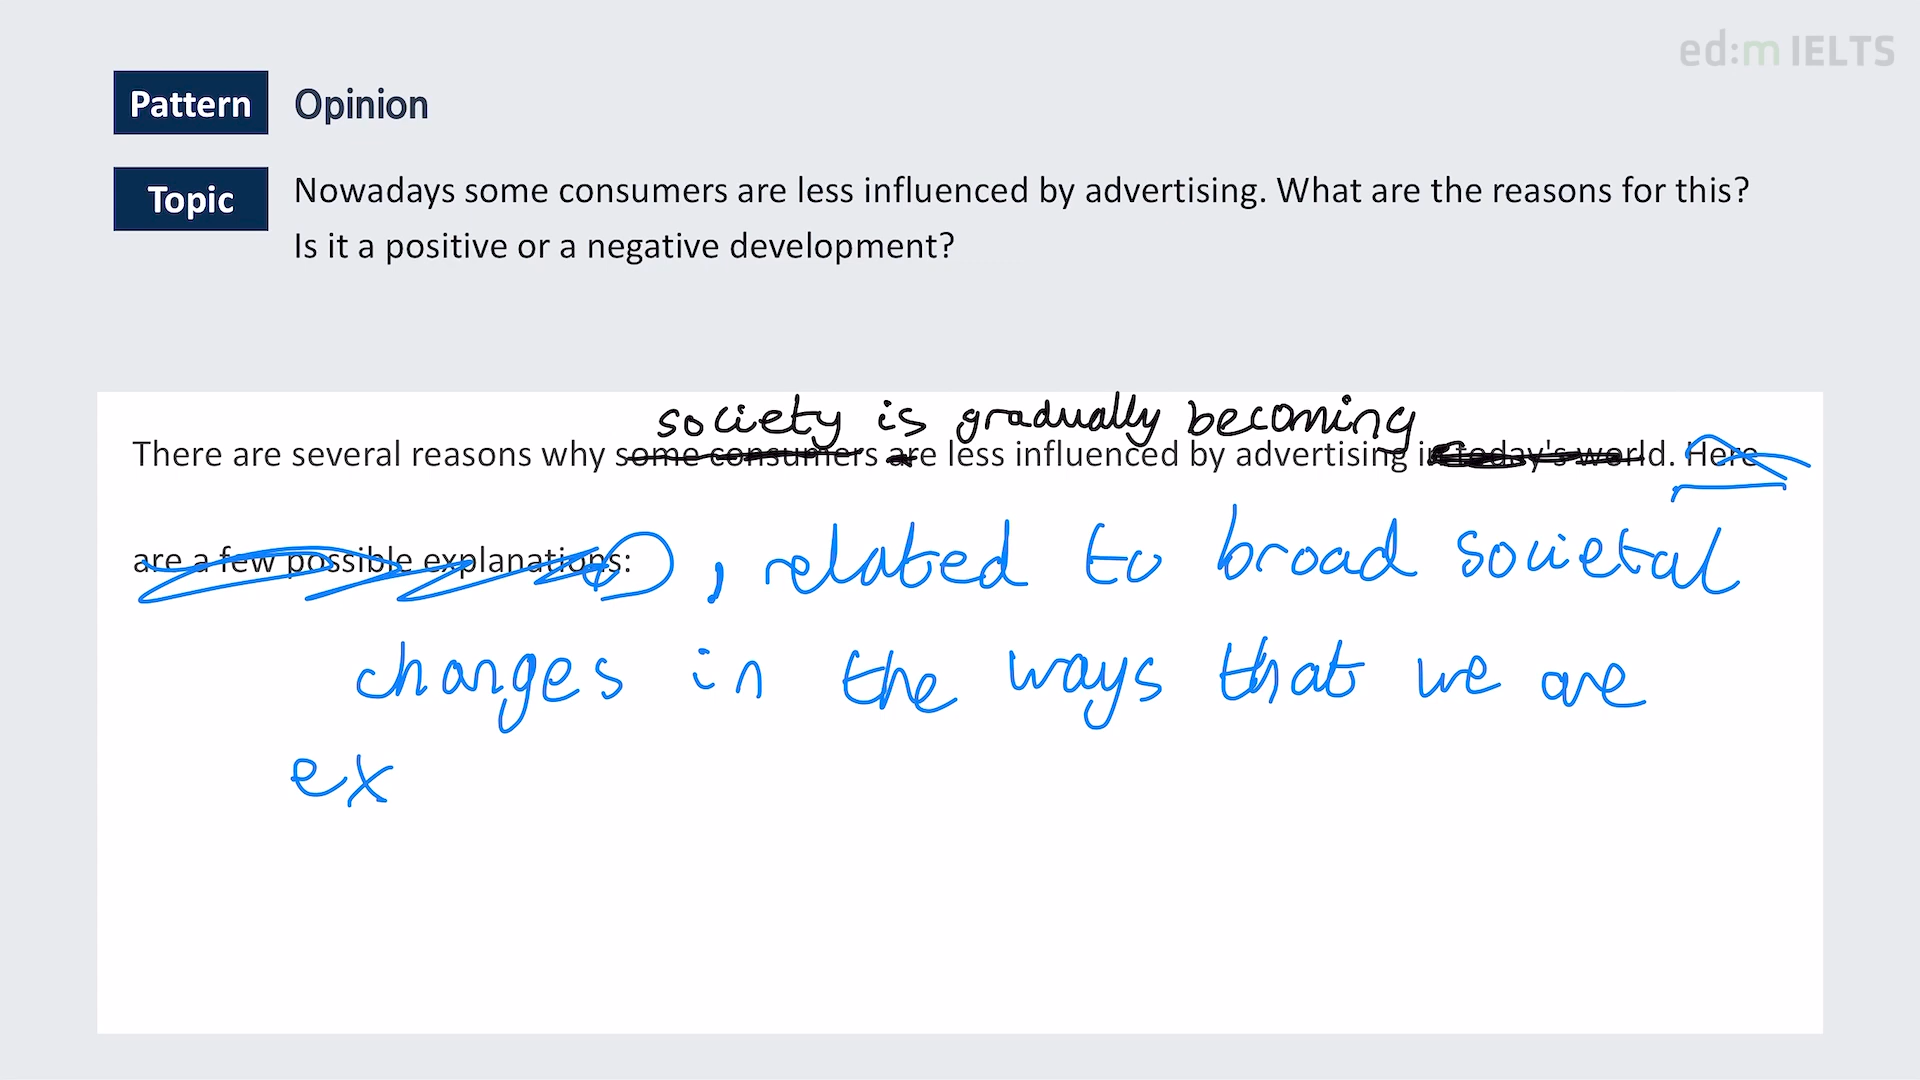 ed:m IELTS
Pattern Opinion
Topic Nowadays some consumers are less influenced by advertising. What are the reasons for this?
Is it a positive or a negative development?
society is gradually becoming
There are several reasons why some consumers are less influenced by advertising in today's world. Here
are a few possible explanations: , related to broad societal
changes in the ways that we are
ex